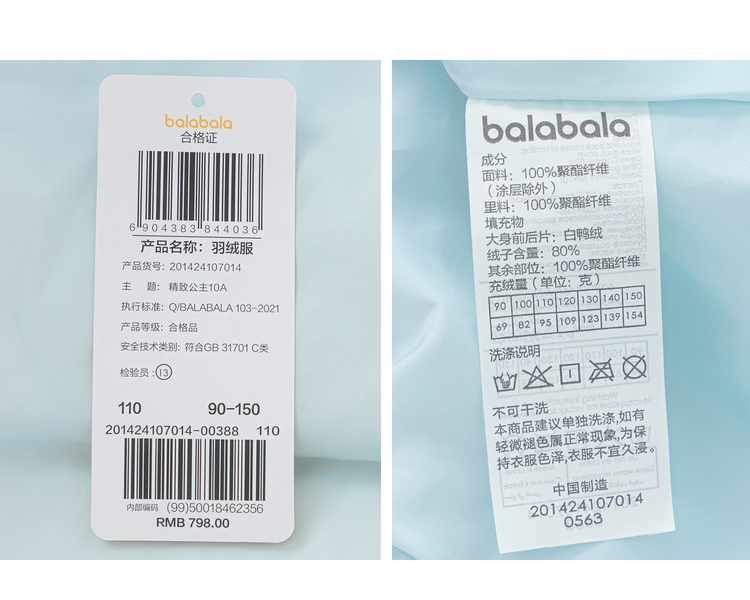 balabala
合格证
6 904383 844036
产品名称：羽绒服
产品货号：201424107014
主 题：精致公主10A
执行标准：Q/BALABALA 103-2021
产品等级：合格品
安全技术类别：符合GB 31701 C类
检验员：13
110 90-150
201424107014-00388 110
内部编码 (99)50018462356
RMB 798.00
balabala
成分
面料：100%聚酯纤维
（涂层除外）
里料：100%聚酯纤维
填充物
大身前后片：白鸭绒
绒子含量：80%
其余部位：100%聚酯纤维
充绒量（单位：克）
90 100 110 120 130 140 150
69 82 95 109 123 139 154
洗涤说明
不可干洗
本商品建议单独洗涤,如有
轻微褪色属正常现象,为保
持衣服色泽,衣服不宜久浸。
中国制造
201424107014
0563